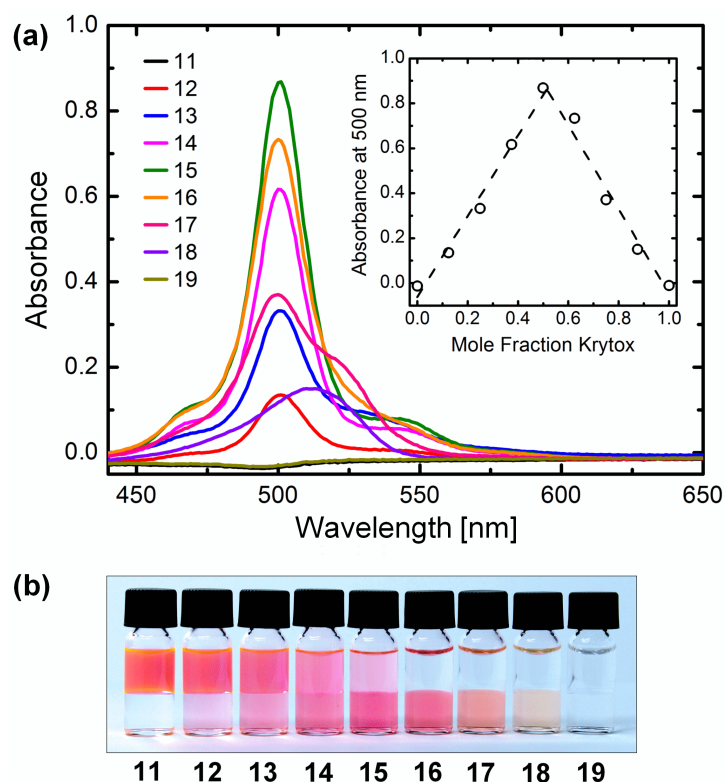 (a)
1.0
0.8
0.6
0.4
0.2
0.0
Absorbance
450 500 550 600 650
Wavelength [nm]
11
12
13
14
15
16
17
18
19
1.0
0.8
0.6
0.4
0.2
0.0
Absorbance at 500 nm
0.0 0.2 0.4 0.6 0.8 1.0
Mole Fraction Krytox
(b)
11 12 13 14 15 16 17 18 19